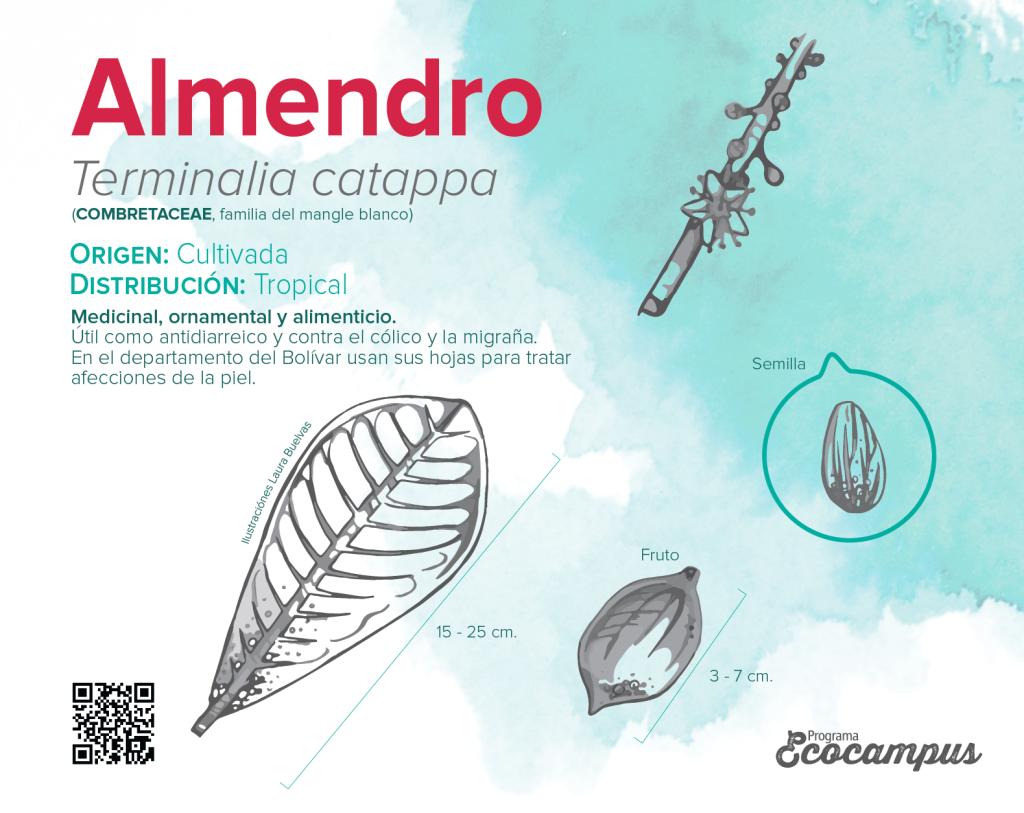 Almendro
Terminalia catappa
(COMBRETACEAE, familia del mangle blanco)
ORIGEN: Cultivada
DISTRIBUCIÓN: Tropical
Medicinal, ornamental y alimenticio.
Útil como antidiarreico y contra el cólico y la migraña.
En el departamento del Bolívar usan sus hojas para tratar
afecciones de la piel.
Semilla
Ilustraciónes Laura Buelvas
Fruto
15 - 25 cm.
3 - 7 cm.
Programa
Ecocampus